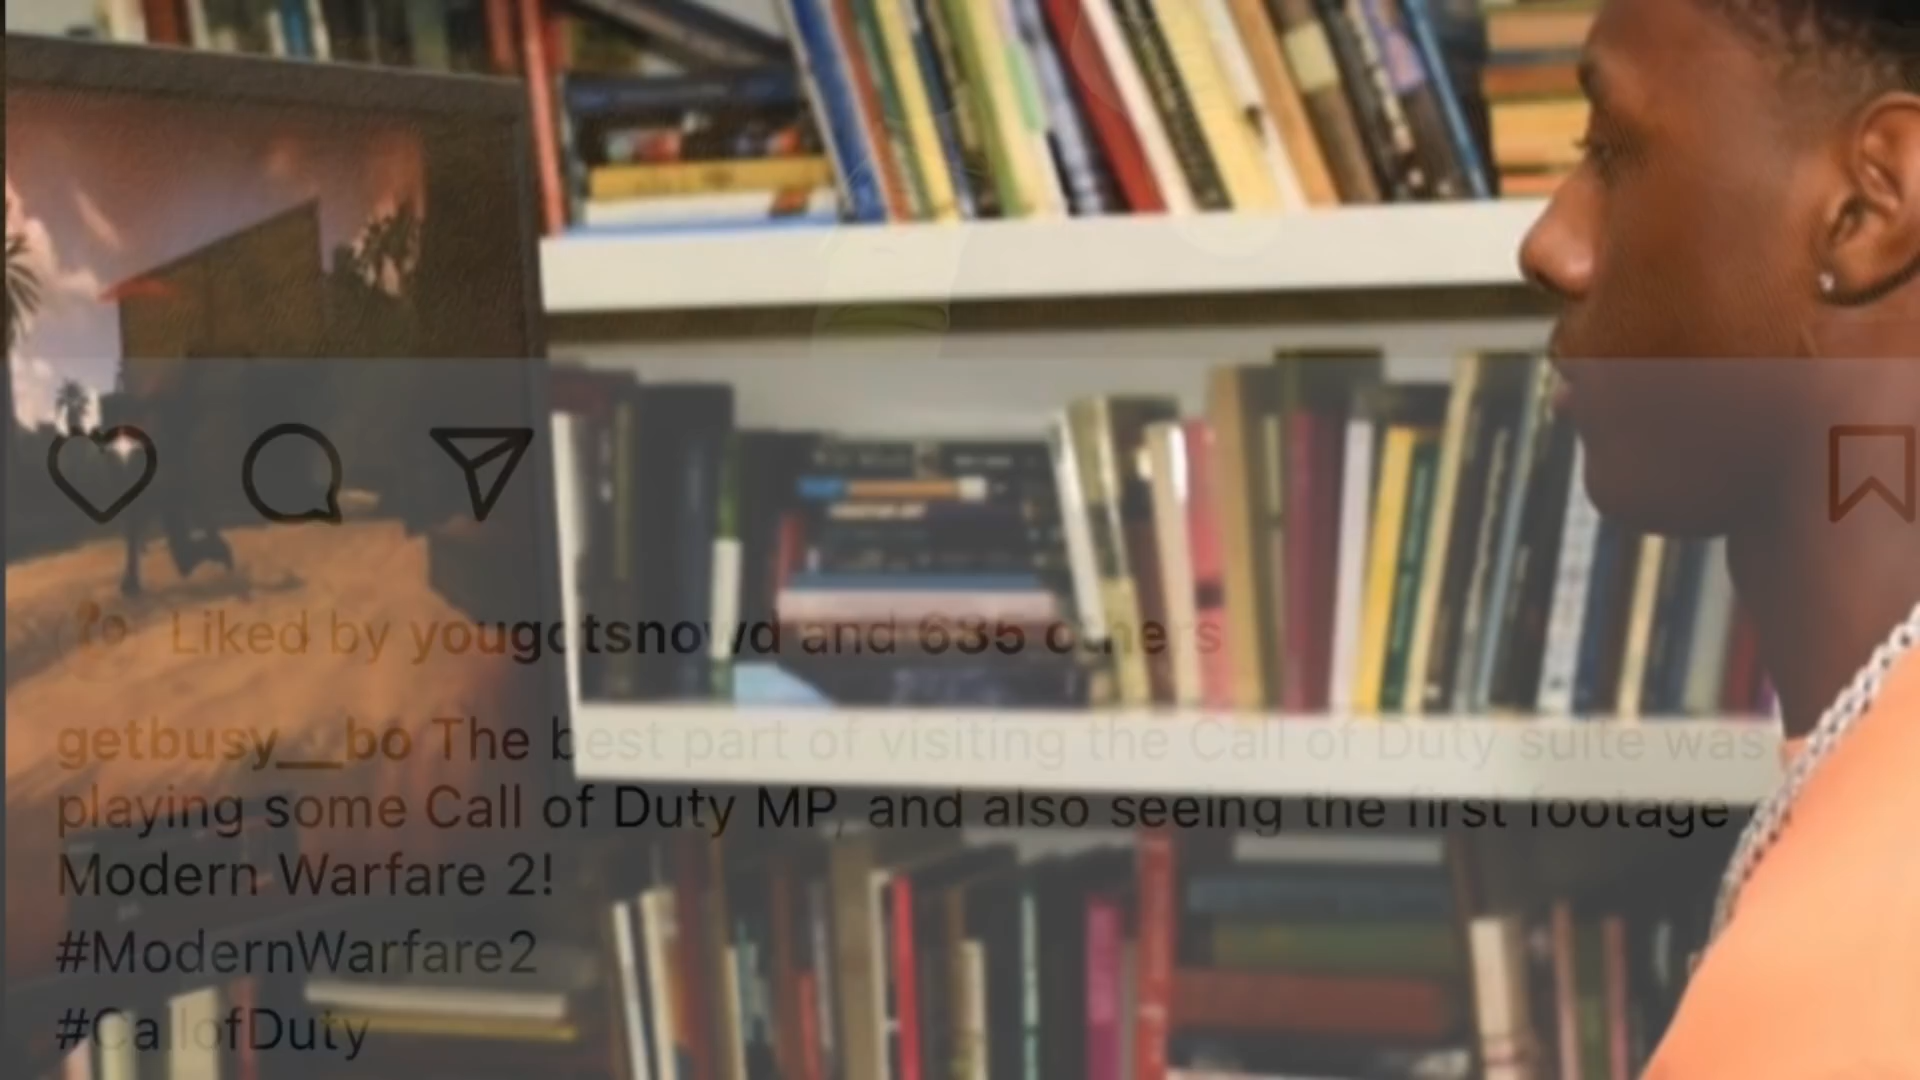 Liked by yougotsnowd and 635 others
getbusy__bo The best part of visiting the Call of Duty suite was
playing some Call of Duty MP, and also seeing the first footage
Modern Warfare 2!
#ModernWarfare2
#CallofDuty